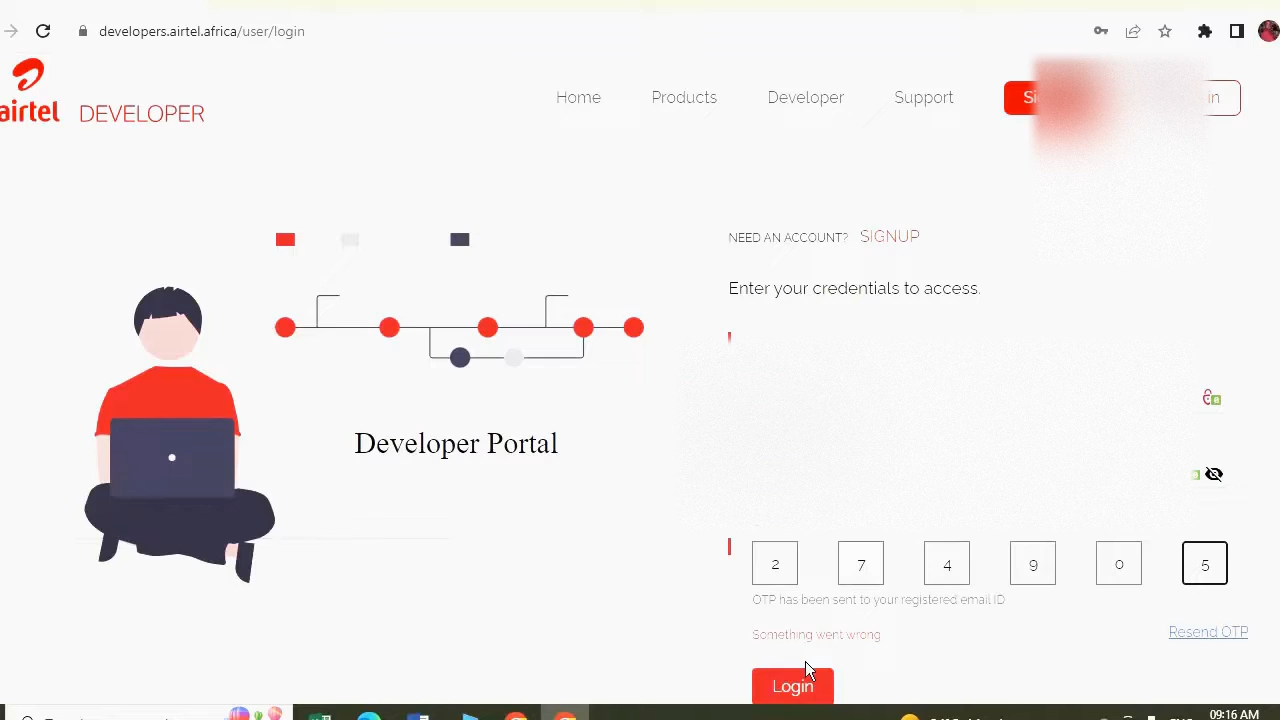 developers.airtel.africa/user/login
airtel DEVELOPER
Home Products Developer Support
NEED AN ACCOUNT? SIGNUP
Enter your credentials to access.
Developer Portal
2 7 4 9 0 5
OTP has been sent to your registered email ID
Something went wrong
Resend OTP
Login
09:16 AM